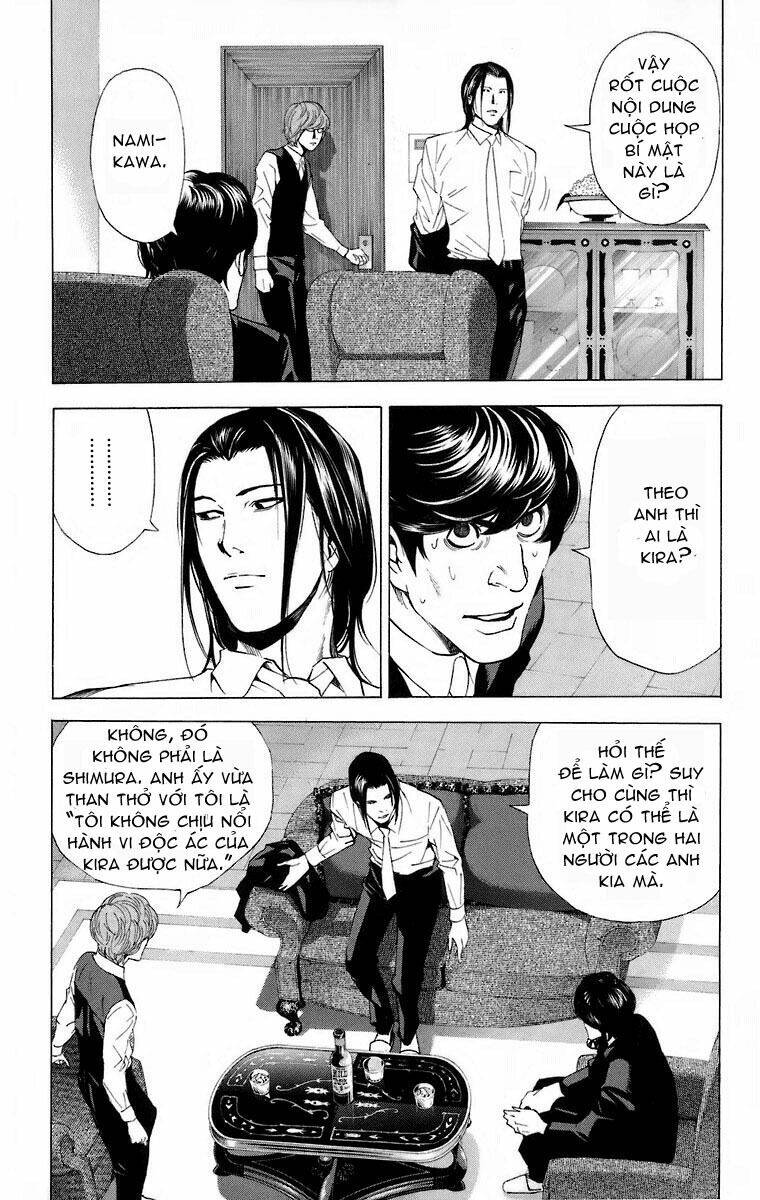 VẬY
RỐT CUỘC
NỘI DUNG
CUỘC HỌP
BÍ MẬT
NÀY LÀ
GÌ?
NAMI-
KAWA.
THEO
ANH THÌ
AI LÀ
KIRA?
.......
.......
HỎI THẾ
ĐỂ LÀM GÌ? SUY
CHO CÙNG THÌ
KIRA CÓ THỂ LÀ
MỘT TRONG HAI
NGƯỜI CÁC ANH
KIA MÀ.
KHÔNG, ĐÓ
KHÔNG PHẢI LÀ
SHIMURA. ANH ẤY VỪA
THAN THỞ VỚI TÔI LÀ
"TÔI KHÔNG CHỊU NỔI
HÀNH VI ĐỘC ÁC CỦA
KIRA ĐƯỢC NỮA."